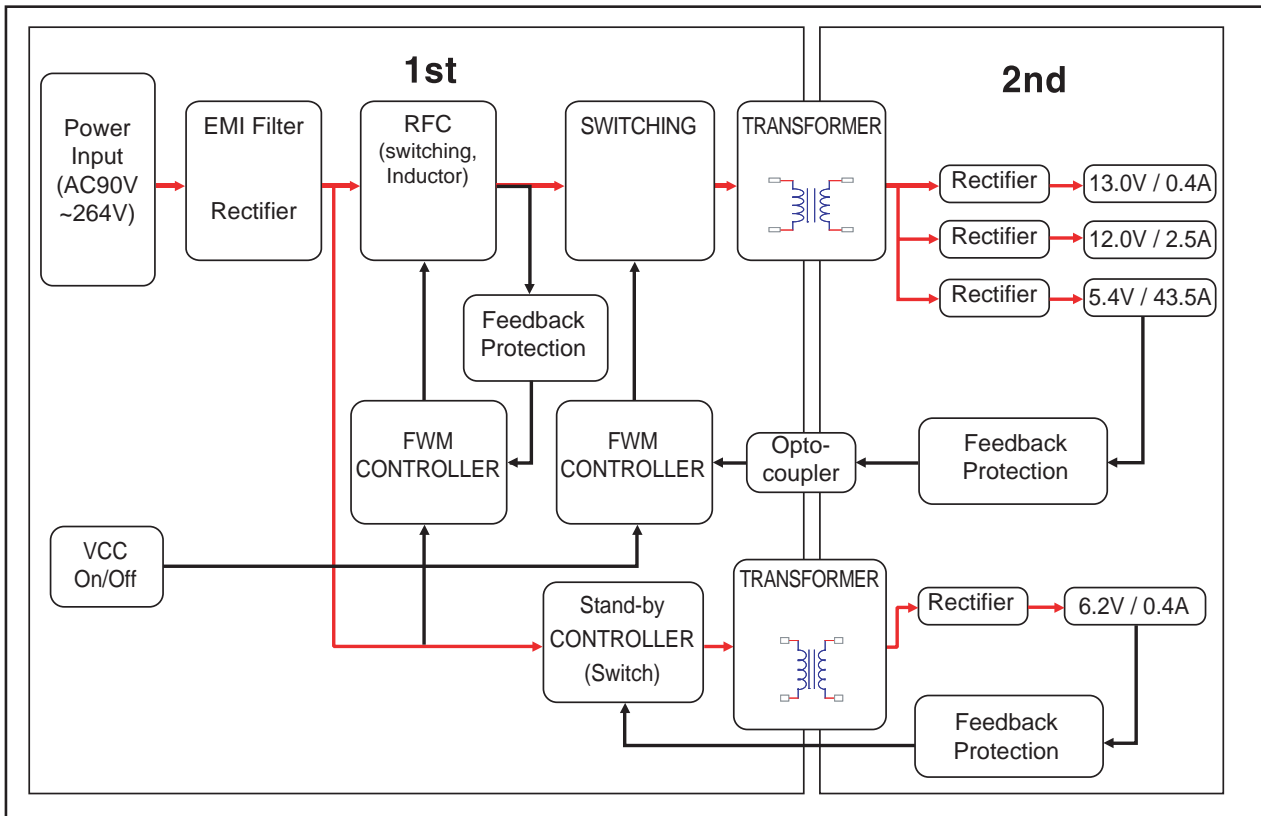 1st
2nd
Power
Input
(AC90V
~264V)
EMI Filter
Rectifier
RFC
(switching,
Inductor)
SWITCHING
TRANSFORMER
Rectifier
13.0V / 0.4A
Rectifier
12.0V / 2.5A
Rectifier
5.4V / 43.5A
Feedback
Protection
FWM
CONTROLLER
FWM
CONTROLLER
Opto-
coupler
Feedback
Protection
VCC
On/Off
Stand-by
CONTROLLER
(Switch)
TRANSFORMER
Rectifier
6.2V / 0.4A
Feedback
Protection